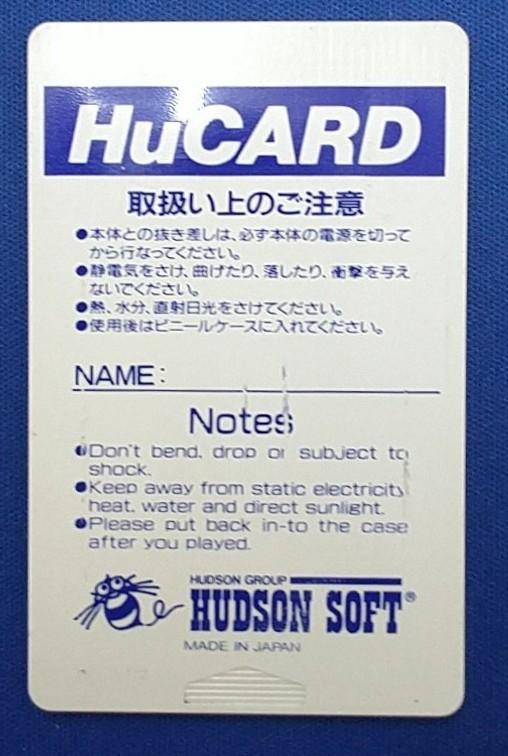 HuCARD
取扱い上のご注意
●本体との抜き差しは、必ず本体の電源を切って
から行なってください。
●静電気をさけ、曲げたり、落したり、衝撃を与え
ないでください。
●熱、水分、直射日光をさけてください。
●使用後はビニールケースに入れてください。
NAME:
Notes
●Don't bend, drop or subject to
shock.
●Keep away from static electricity
heat, water and direct sunlight.
●Please put back in-to the case
after you played.
HUDSON GROUP
HUDSON SOFT®
MADE IN JAPAN